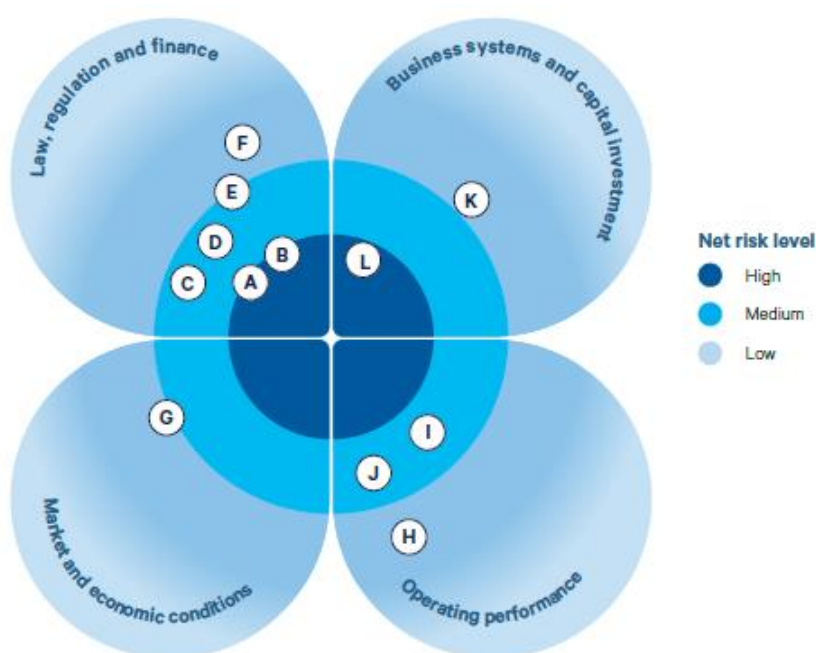 Law, regulation and finance
Business systems and capital investment
F
E
D
B
C
A
K
L
Net risk level
High
Medium
Low
G
I
J
H
Market and economic conditions
Operating performance